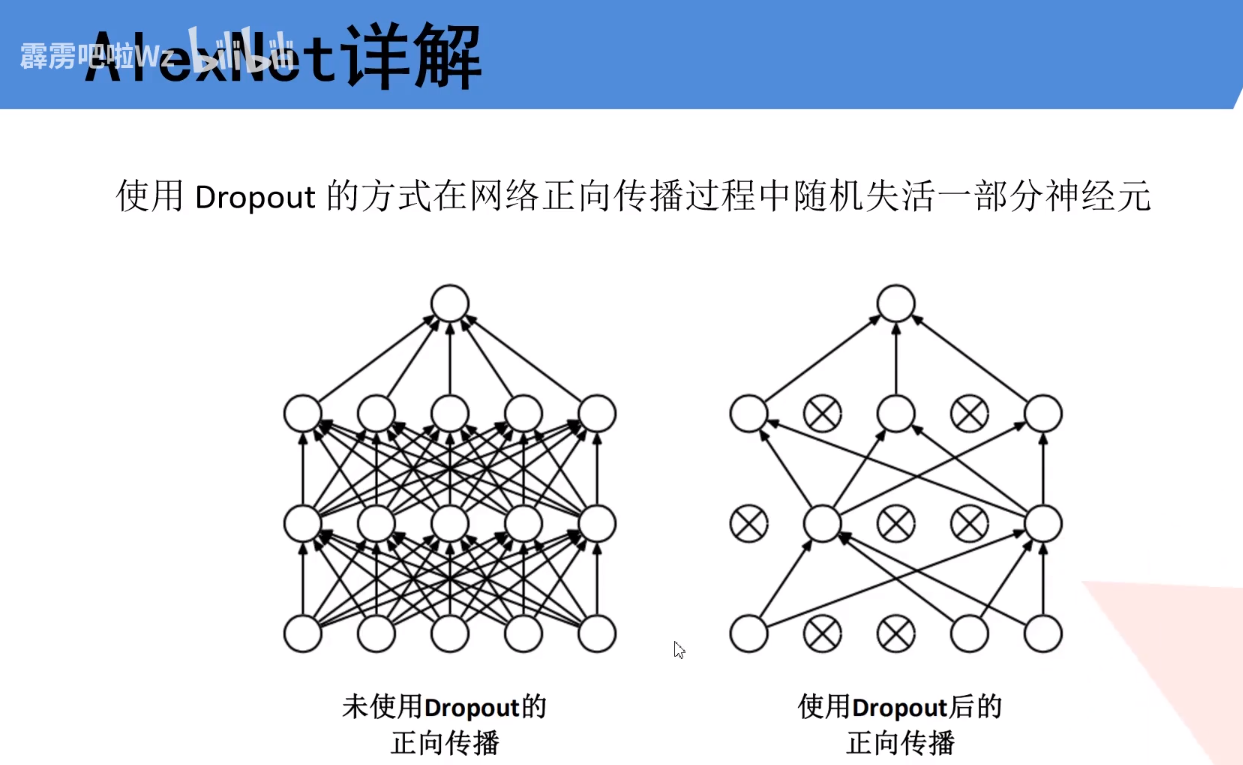 霹雳吧啦Wz bilibili
AlexNet详解
使用 Dropout 的方式在网络正向传播过程中随机失活一部分神经元
未使用Dropout的
正向传播
使用Dropout后的
正向传播